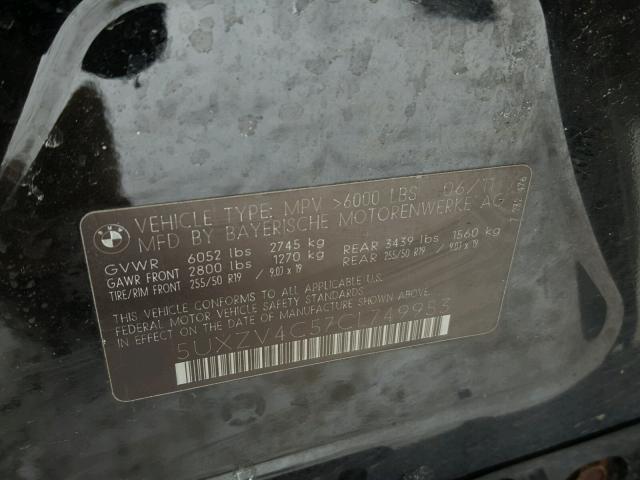 BMW
VEHICLE TYPE: MPV >6000 LBS 06/11
MFD BY BAYERISCHE MOTORENWERKE AG
GVWR 6052 lbs 2745 kg
GAWR FRONT 2800 lbs 1270 kg REAR 3439 lbs 1560 kg
TIRE/RIM FRONT 255/50 R19 / 9.0J x 19 REAR 255/50 R19 / 9.0J x 19
THIS VEHICLE CONFORMS TO ALL APPLICABLE U.S.
FEDERAL MOTOR VEHICLE SAFETY STANDARDS
IN EFFECT ON THE DATE OF MANUFACTURE SHOWN ABOVE.
5UXZV4C57CL749953